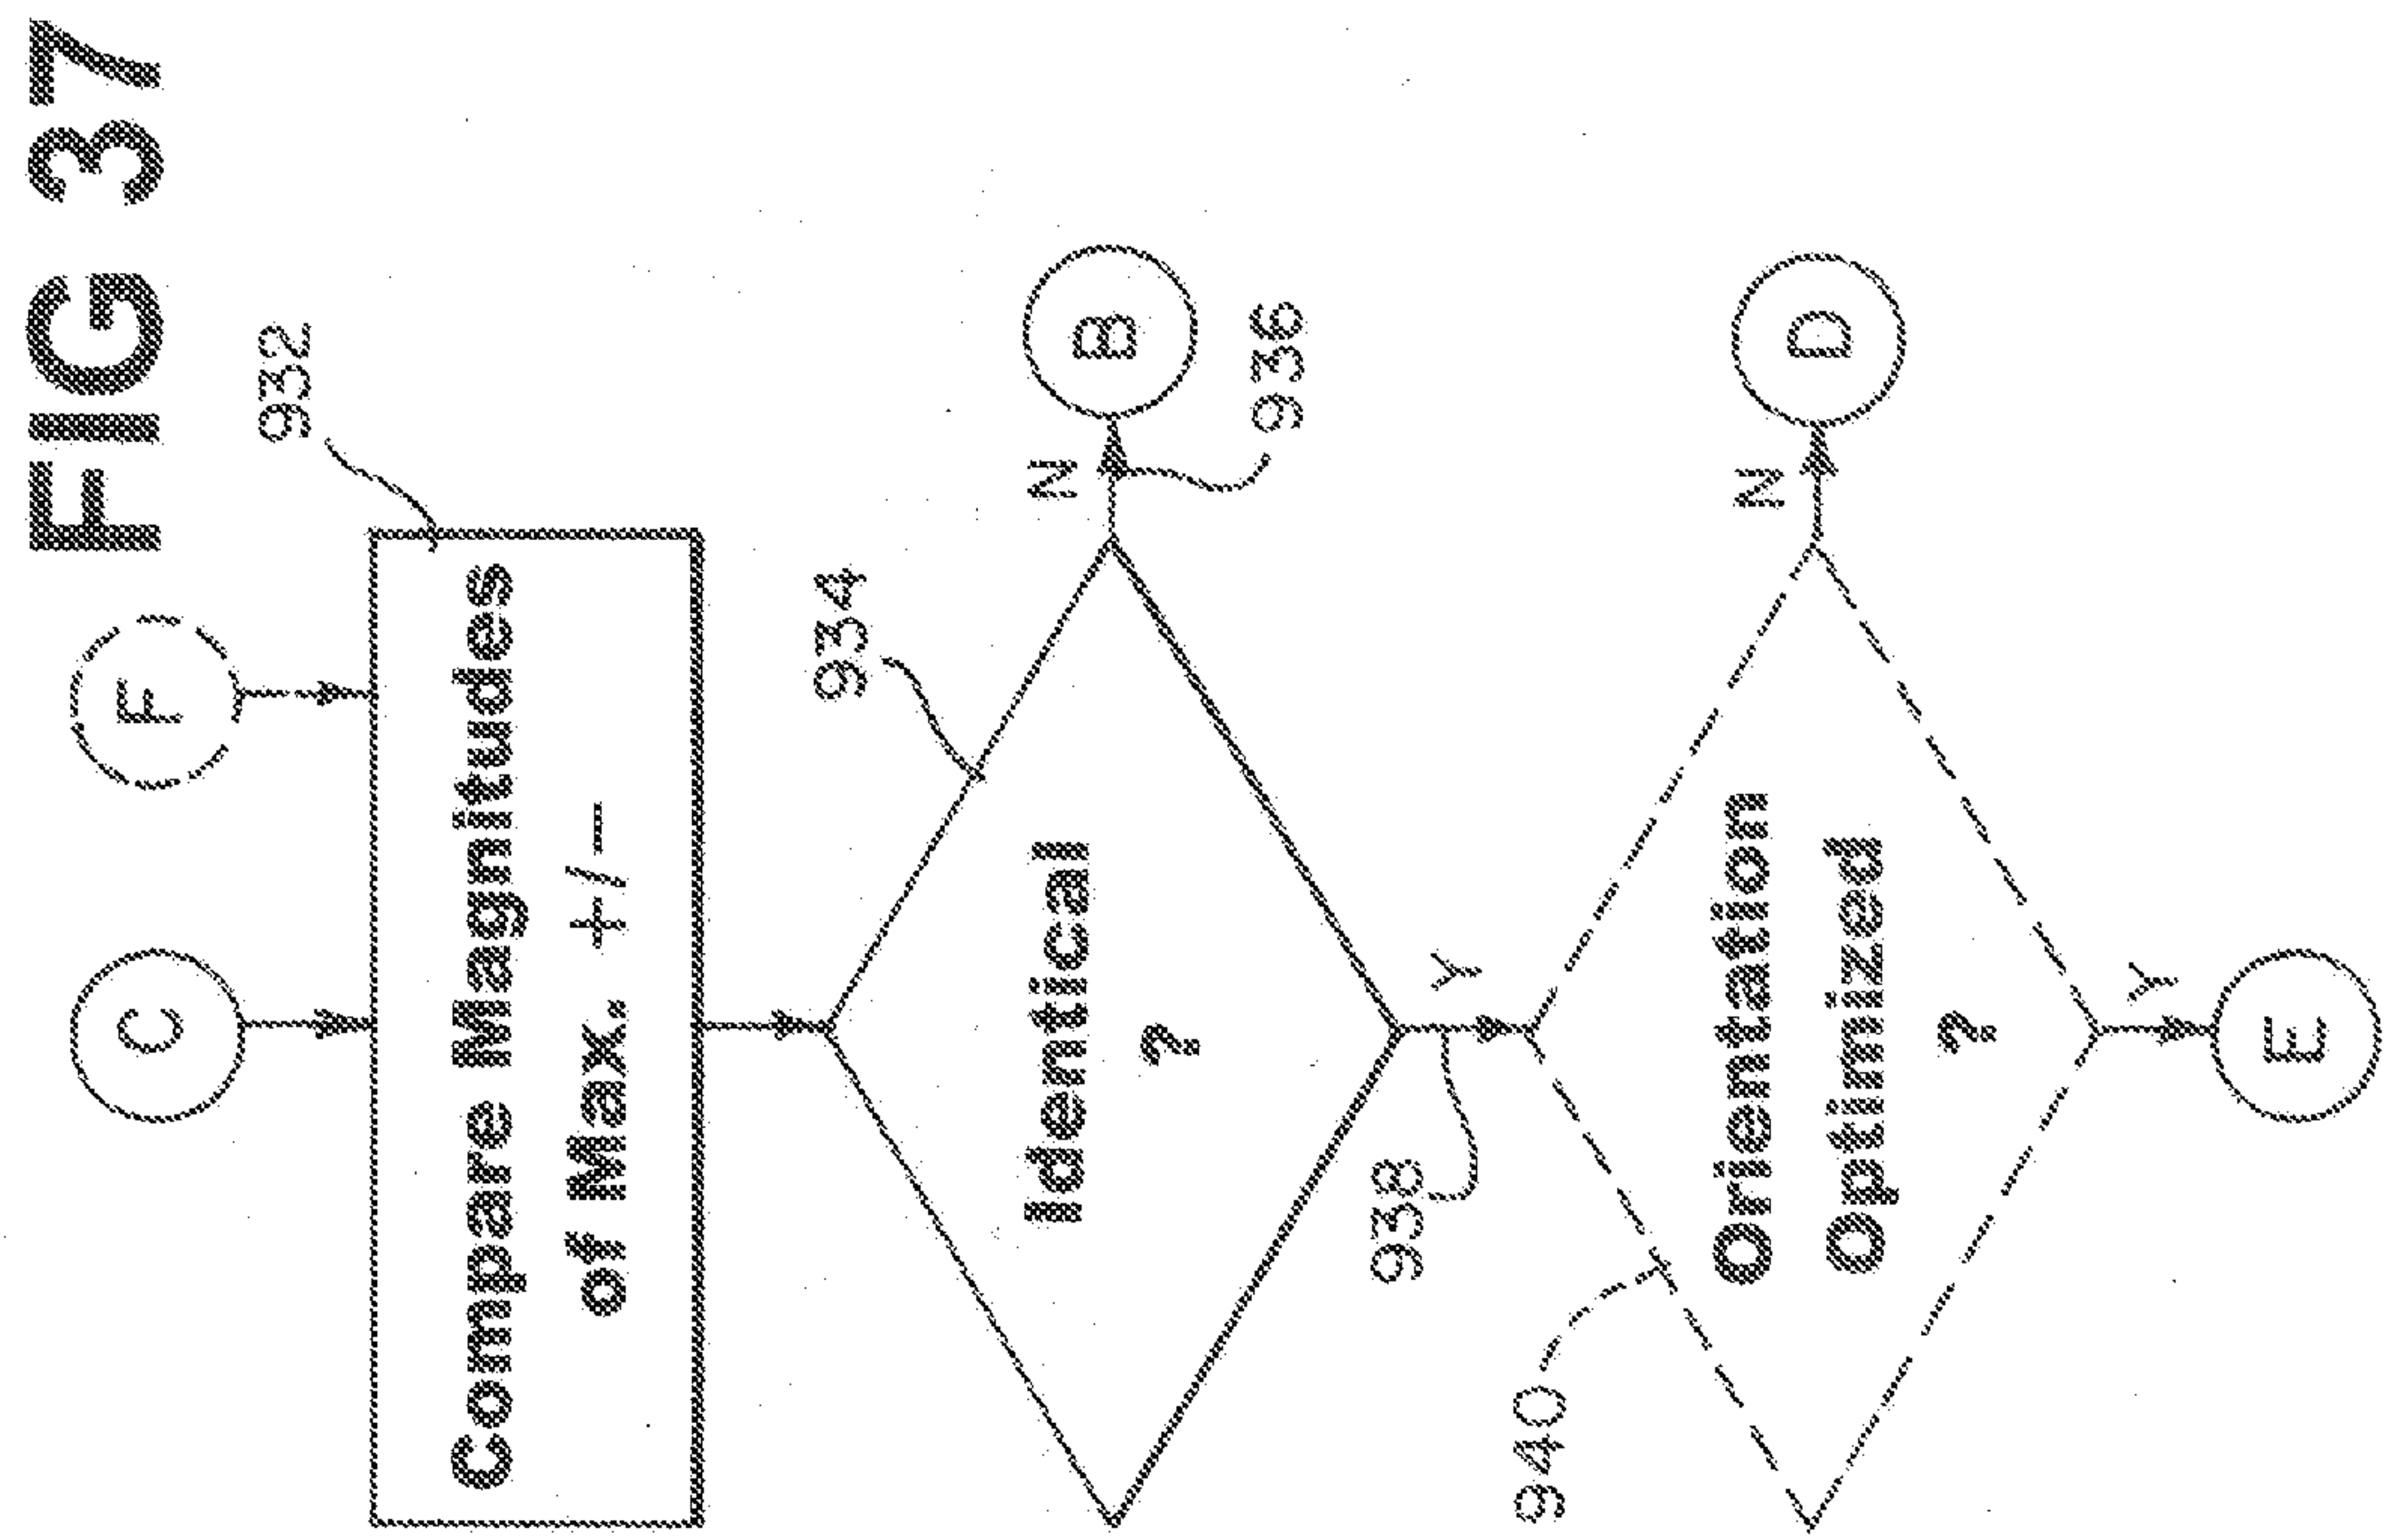 FIG 37
C
F
932
Compare Magnitudes
of Max. +/−
934
Identical
?
N
B
936
938
Y
940
Orientation
Optimized
?
N
D
Y
E